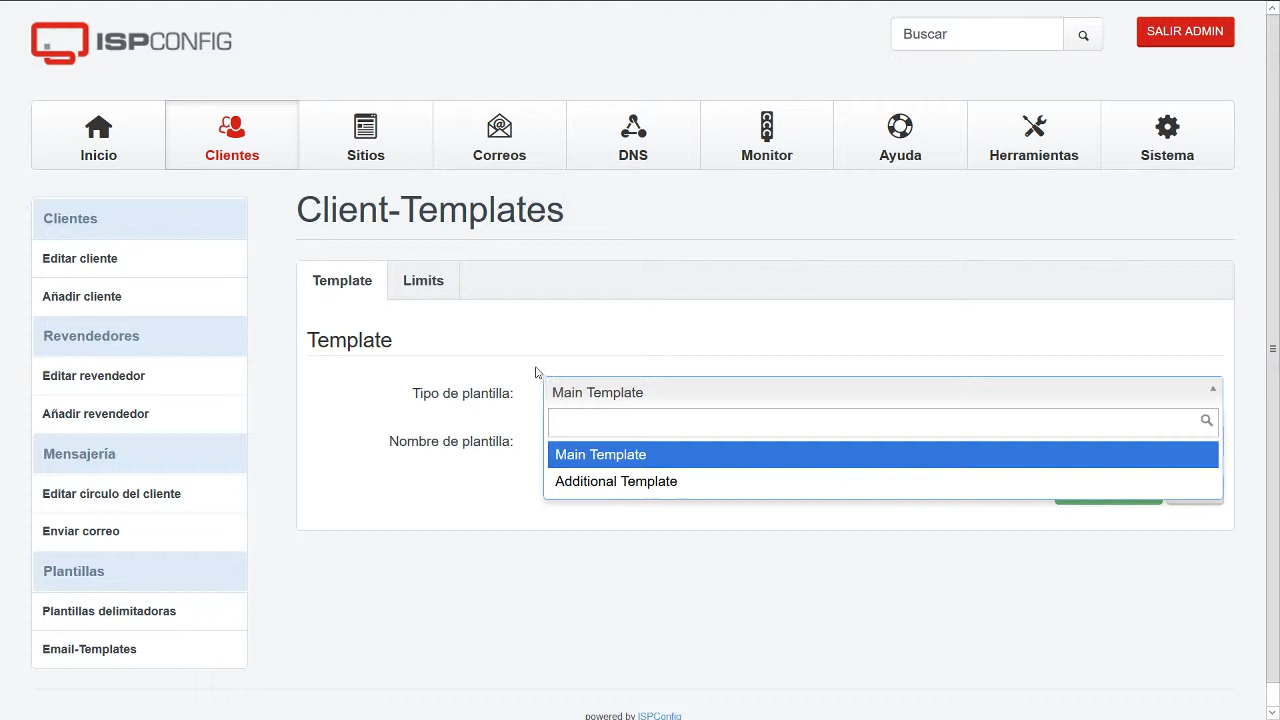 ISPCONFIG
Buscar
SALIR ADMIN
Inicio
Clientes
Sitios
Correos
DNS
Monitor
Ayuda
Herramientas
Sistema
Clientes
Editar cliente
Añadir cliente
Revendedores
Editar revendedor
Añadir revendedor
Mensajería
Editar círculo del cliente
Enviar correo
Plantillas
Plantillas delimitadoras
Email-Templates
Client-Templates
Template
Limits
Template
Tipo de plantilla:
Main Template
Nombre de plantilla:
Main Template
Additional Template
powered by ISPConfig